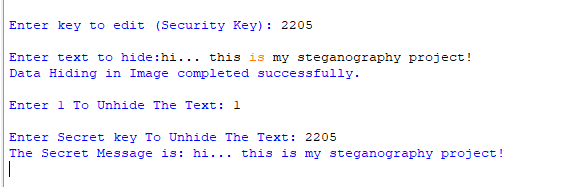 Enter key to edit (Security Key): 2205
Enter text to hide:hi... this is my steganography project!
Data Hiding in Image completed successfully.
Enter 1 To Unhide The Text: 1
Enter Secret key To Unhide The Text: 2205
The Secret Message is: hi... this is my steganography project!